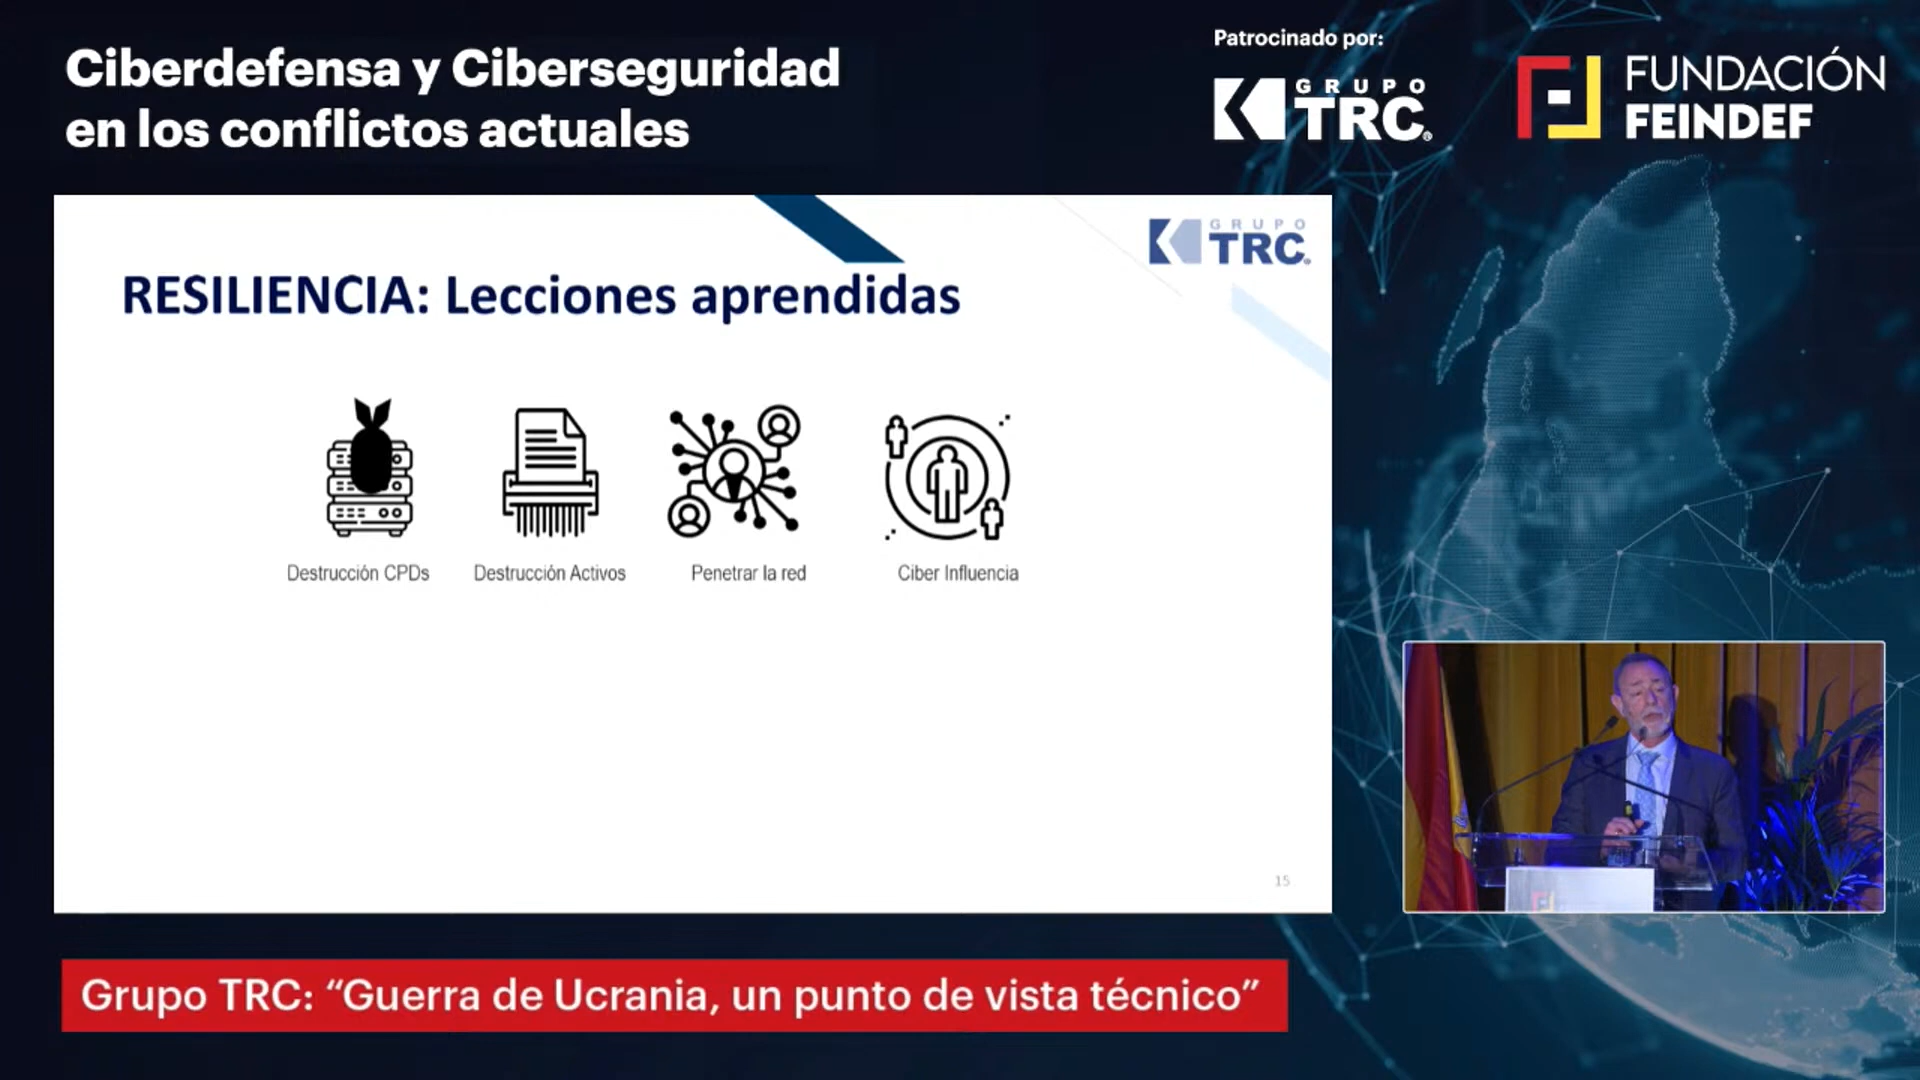 Ciberdefensa y Ciberseguridad
en los conflictos actuales
Patrocinado por:
GRUPO
TRC
FUNDACIÓN
FEINDEF
GRUPO
TRC
RESILIENCIA: Lecciones aprendidas
Destrucción CPDs
Destrucción Activos
Penetrar la red
Ciber Influencia
15
Grupo TRC: “Guerra de Ucrania, un punto de vista técnico”